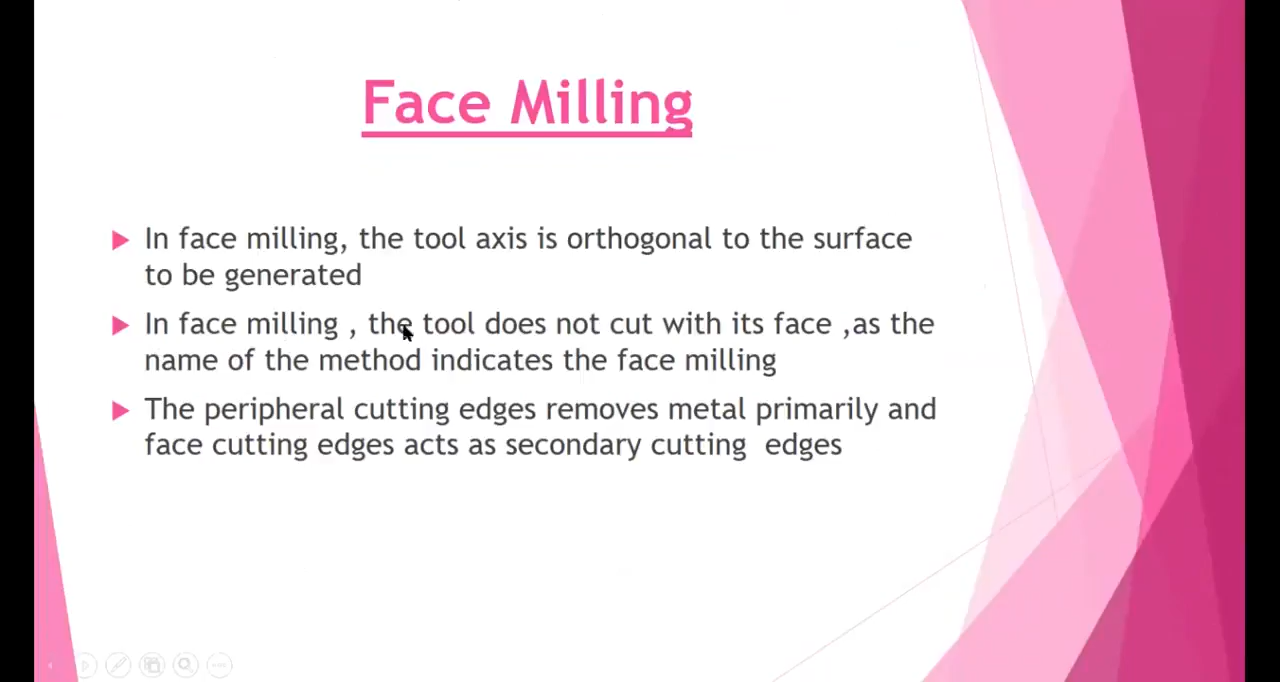 Face Milling
In face milling, the tool axis is orthogonal to the surface
to be generated
In face milling , the tool does not cut with its face ,as the
name of the method indicates the face milling
The peripheral cutting edges removes metal primarily and
face cutting edges acts as secondary cutting edges